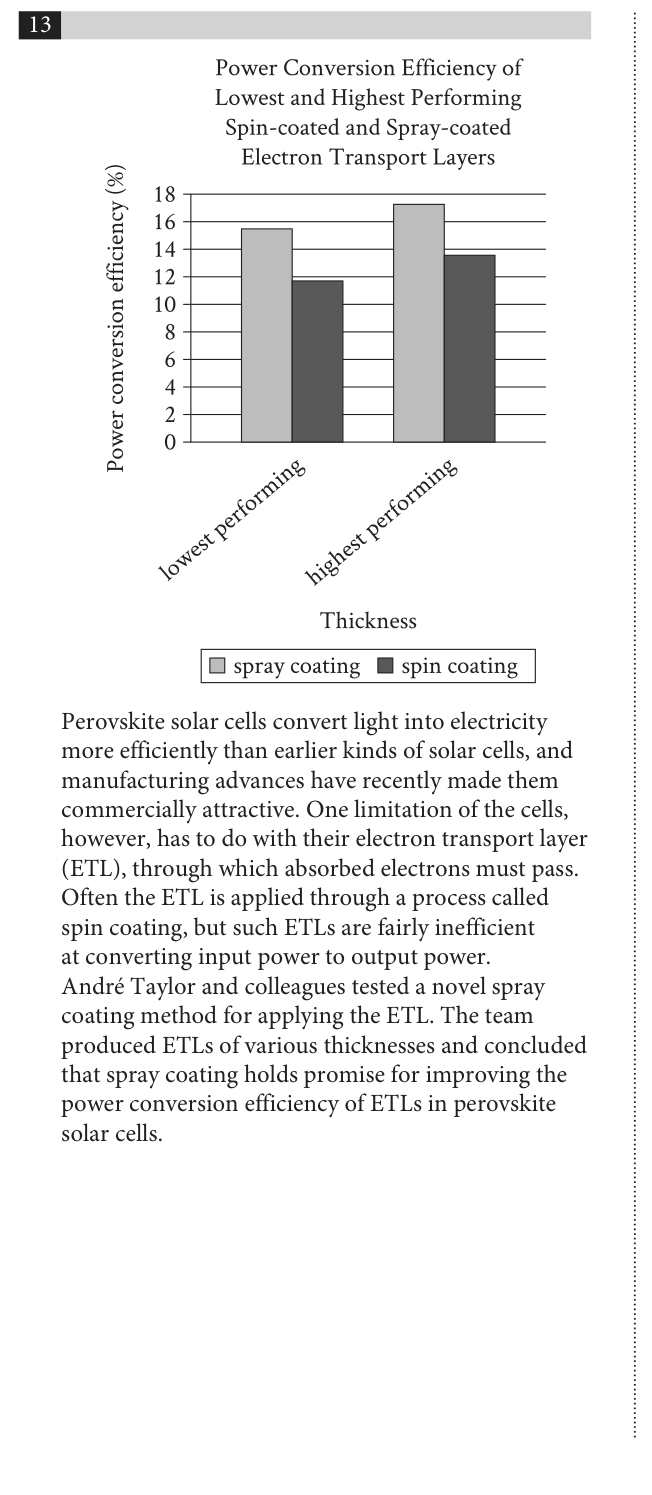 13
Power Conversion Efficiency of
Lowest and Highest Performing
Spin-coated and Spray-coated
Electron Transport Layers
Power conversion efficiency (%)
18
16
14
12
10
8
6
4
2
0
lowest performing
highest performing
Thickness
spray coating spin coating
Perovskite solar cells convert light into electricity
more efficiently than earlier kinds of solar cells, and
manufacturing advances have recently made them
commercially attractive. One limitation of the cells,
however, has to do with their electron transport layer
(ETL), through which absorbed electrons must pass.
Often the ETL is applied through a process called
spin coating, but such ETLs are fairly inefficient
at converting input power to output power.
André Taylor and colleagues tested a novel spray
coating method for applying the ETL. The team
produced ETLs of various thicknesses and concluded
that spray coating holds promise for improving the
power conversion efficiency of ETLs in perovskite
solar cells.